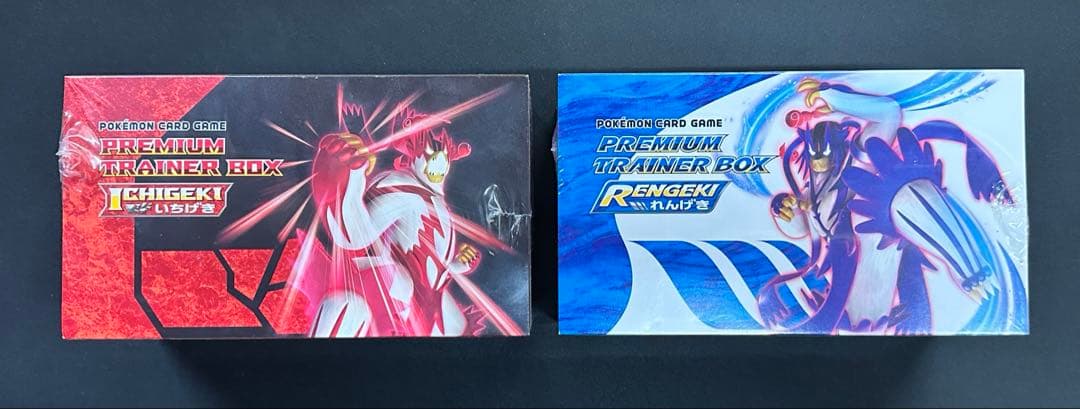 POKÉMON CARD GAME
PREMIUM
TRAINER BOX
ICHIGEKI
いちげき
POKÉMON CARD GAME
PREMIUM
TRAINER BOX
RENGEKI
れんげき